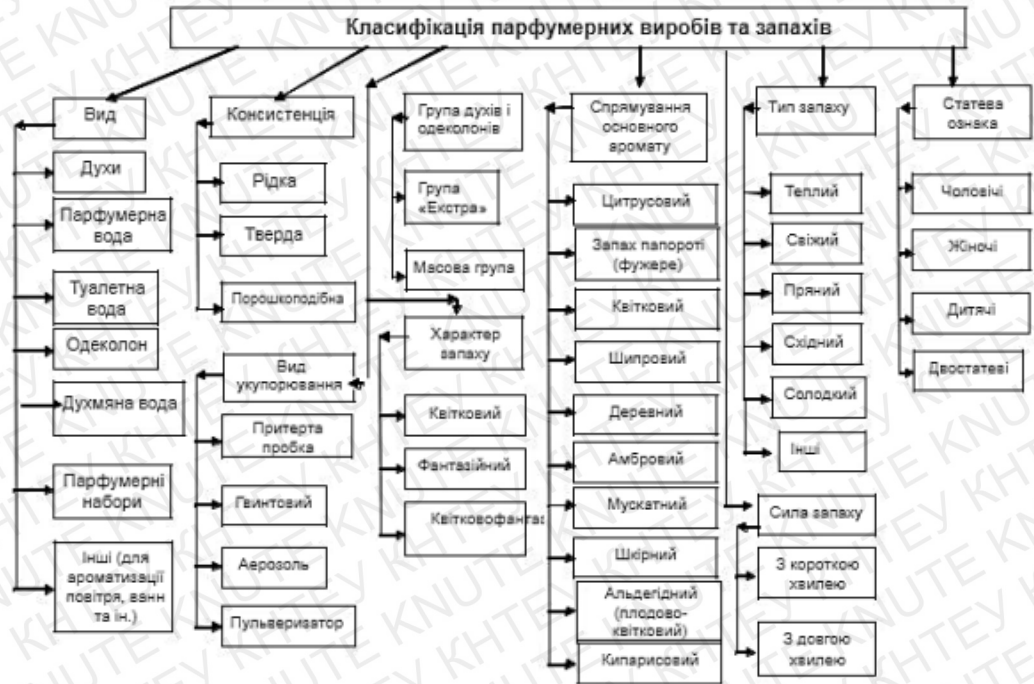 Класифікація парфумерних виробів та запахів
Вид
Духи
Парфумерна
вода
Туалетна
вода
Одеколон
Духмяна вода
Парфумерні
набори
Інші (для
ароматизації
повітря, ванн
та ін.)
Консистенція
Рідка
Тверда
Порошкоподібна
Вид
укупорювання
Притерта
пробка
Гвинтовий
Аерозоль
Пульверизатор
Група духів і
одеколонів
Група
«Екстра»
Масова група
Характер
запаху
Квітковий
Фантазійний
Квітковофантаз
Спрямування
основного
аромату
Цитрусовий
Запах папороті
(фужере)
Квітковий
Шипровий
Деревний
Амбровий
Мускатний
Шкірний
Альдегідний
(плодово-
квітковий)
Кипарисовий
Тип запаху
Теплий
Свіжий
Пряний
Східний
Солодкий
Інші
Сила запаху
З короткою
хвилею
З довгою
хвилею
Статева
ознака
Чоловічі
Жіночі
Дитячі
Двостатеві
KHTEY KNUTE